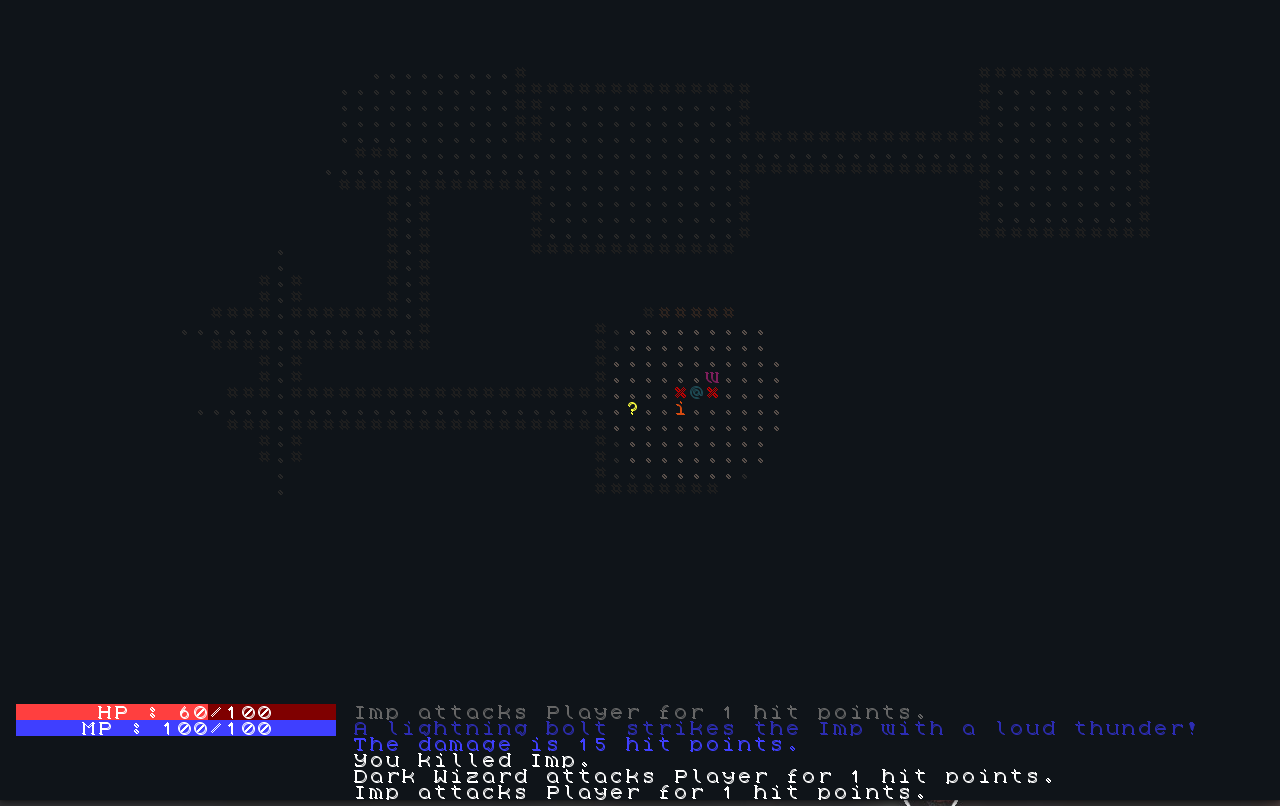 HP : 60/100
MP : 100/100
Imp attacks Player for 1 hit points.
A lightning bolt strikes the Imp with a loud thunder!
The damage is 15 hit points.
You killed Imp.
Dark Wizard attacks Player for 1 hit points.
Imp attacks Player for 1 hit points.